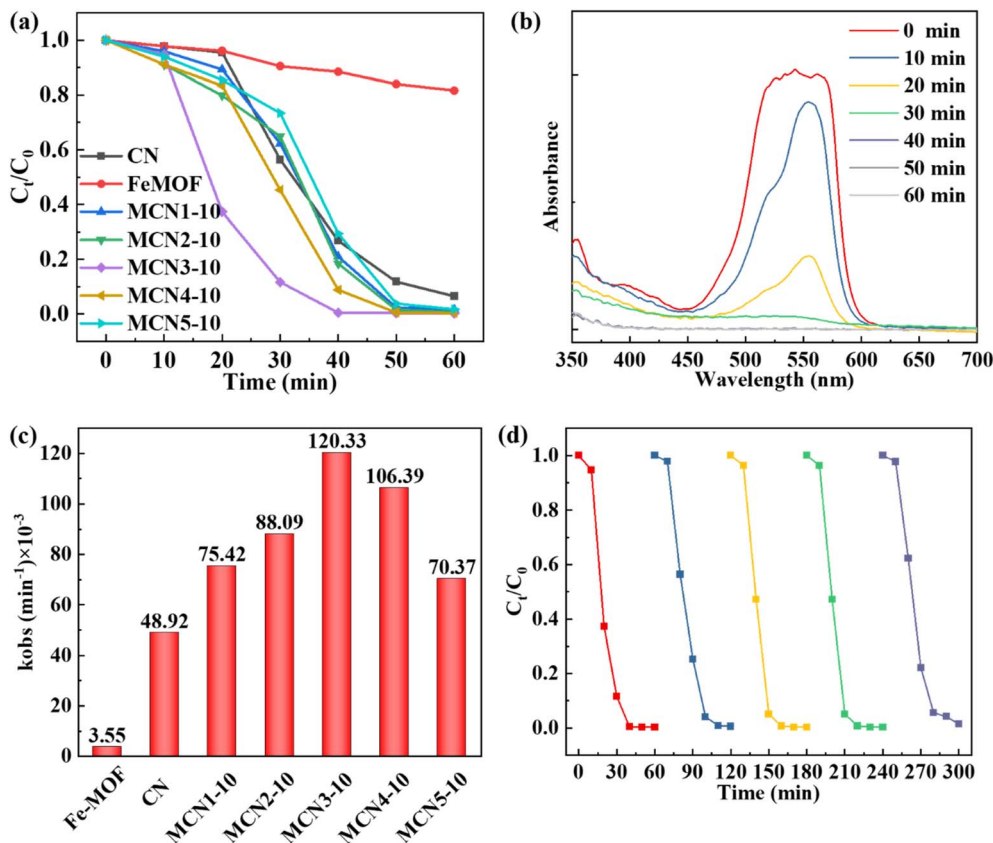 (a)
1.0
0.8
0.6
0.4
0.2
0.0
Ct/C0
CN
FeMOF
MCN1-10
MCN2-10
MCN3-10
MCN4-10
MCN5-10
0 10 20 30 40 50 60
Time (min)
(b)
Absorbance
0 min
10 min
20 min
30 min
40 min
50 min
60 min
350 400 450 500 550 600 650 700
Wavelength (nm)
(c)
kobs (min⁻¹)×10⁻³
120
100
80
60
40
20
0
3.55
48.92
75.42
88.09
120.33
106.39
70.37
Fe-MOF
CN
MCN1-10
MCN2-10
MCN3-10
MCN4-10
MCN5-10
(d)
1.0
0.8
0.6
0.4
0.2
0.0
Ct/C0
0 30 60 90 120 150 180 210 240 270 300
Time (min)